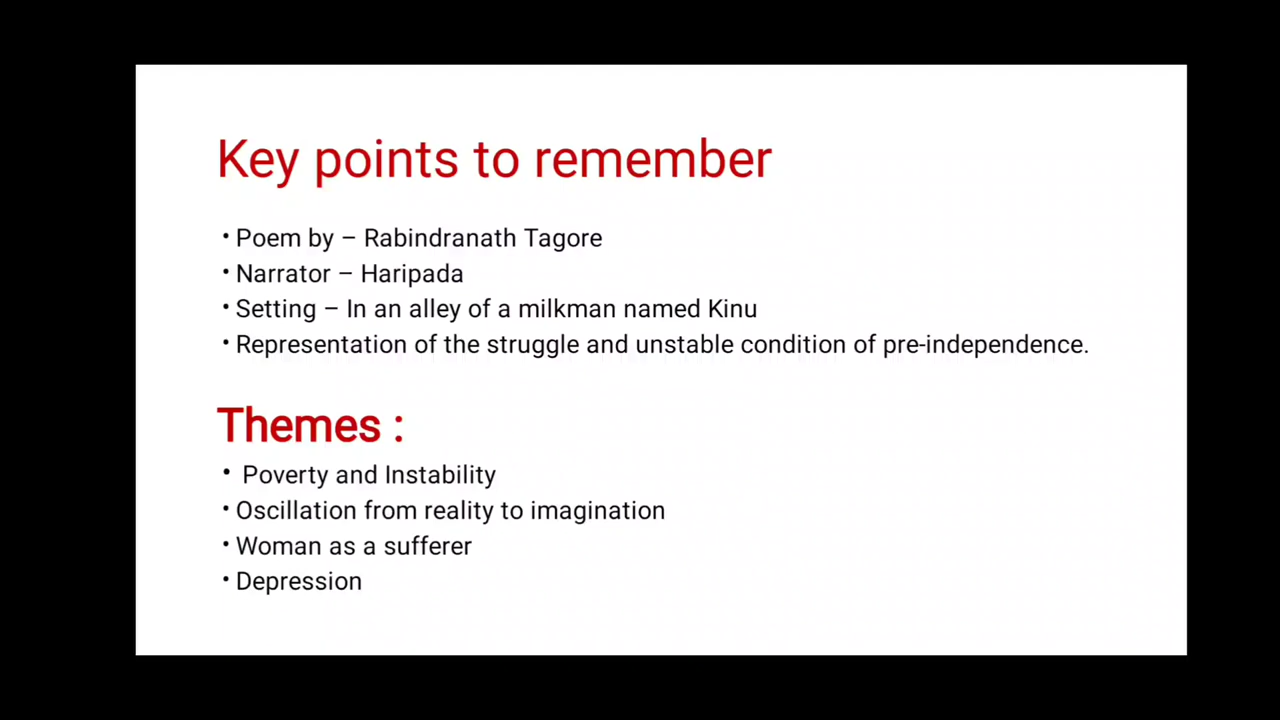 Key points to remember
• Poem by – Rabindranath Tagore
• Narrator – Haripada
• Setting – In an alley of a milkman named Kinu
• Representation of the struggle and unstable condition of pre-independence.
Themes :
• Poverty and Instability
• Oscillation from reality to imagination
• Woman as a sufferer
• Depression